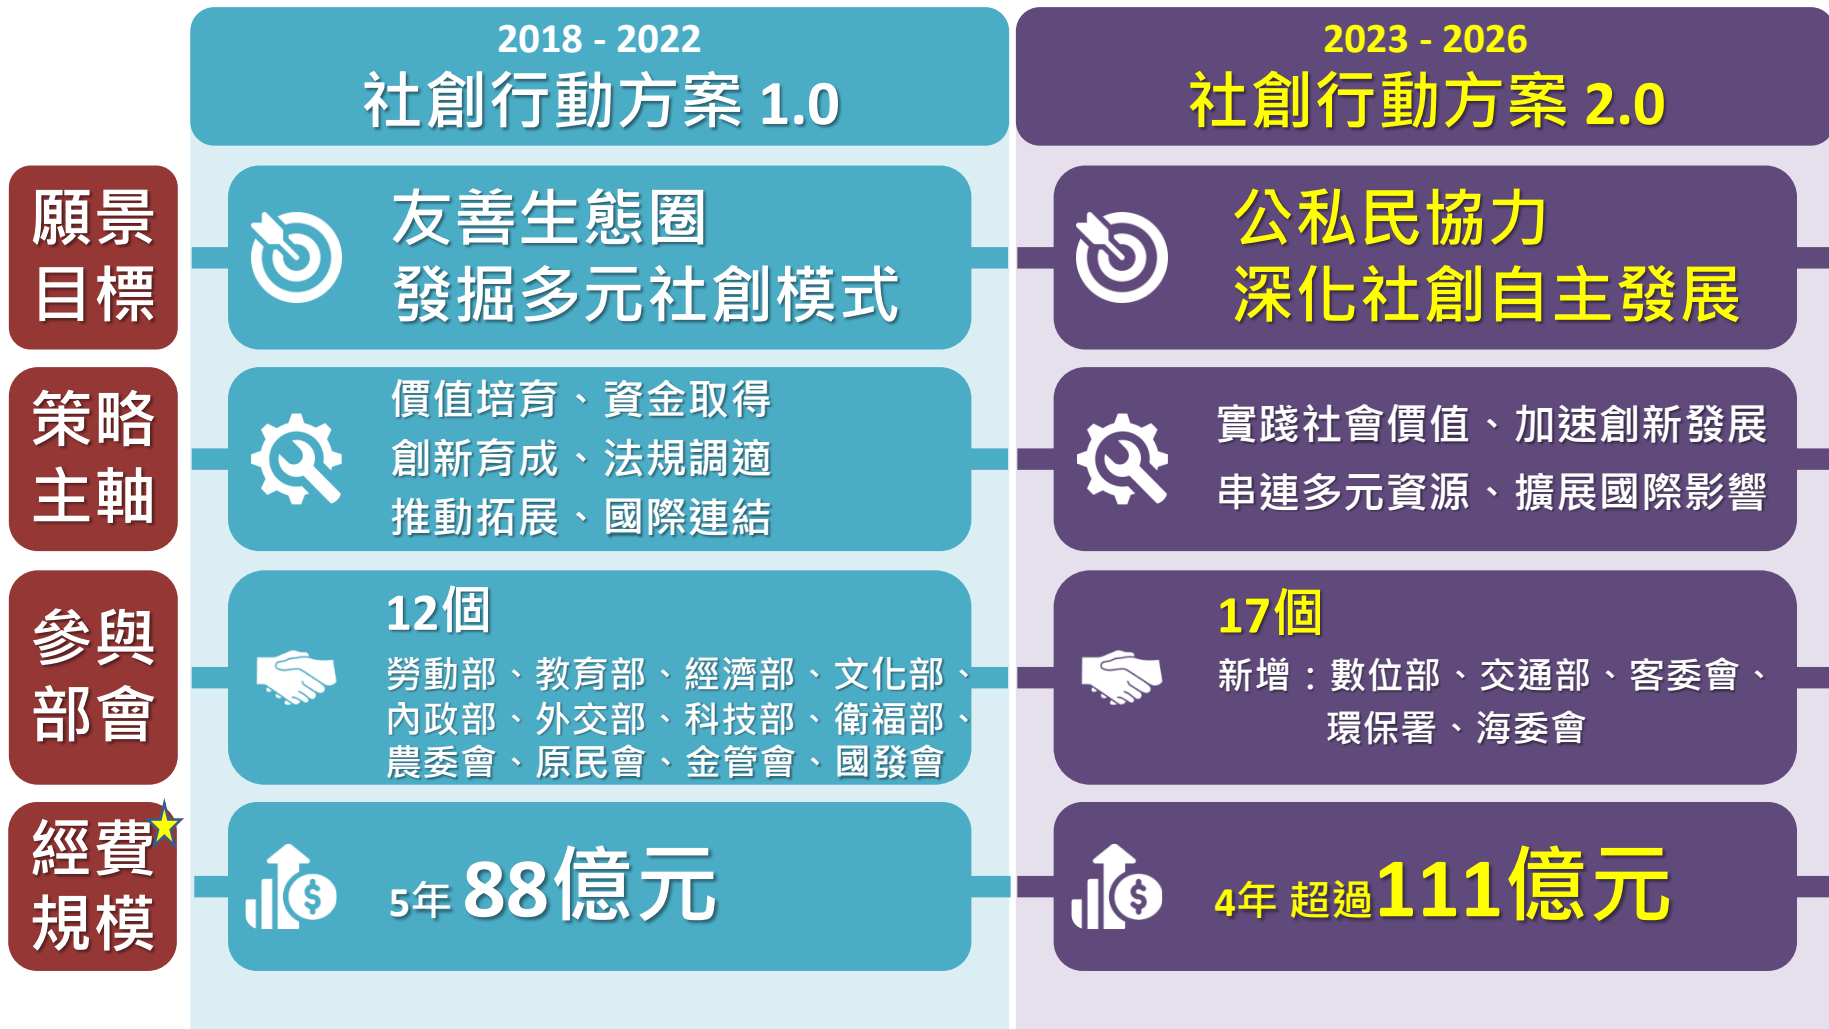 2018 - 2022
社創行動方案 1.0
2023 - 2026
社創行動方案 2.0
願景
目標
友善生態圈
發掘多元社創模式
公私民協力
深化社創自主發展
策略
主軸
價值培育、資金取得
創新育成、法規調適
推動拓展、國際連結
實踐社會價值、加速創新發展
串連多元資源、擴展國際影響
參與
部會
12個
勞動部、教育部、經濟部、文化部、
內政部、外交部、科技部、衛福部、
農委會、原民會、金管會、國發會
17個
新增：數位部、交通部、客委會、
環保署、海委會
經費
規模
5年 88億元
$
4年 超過111億元
$